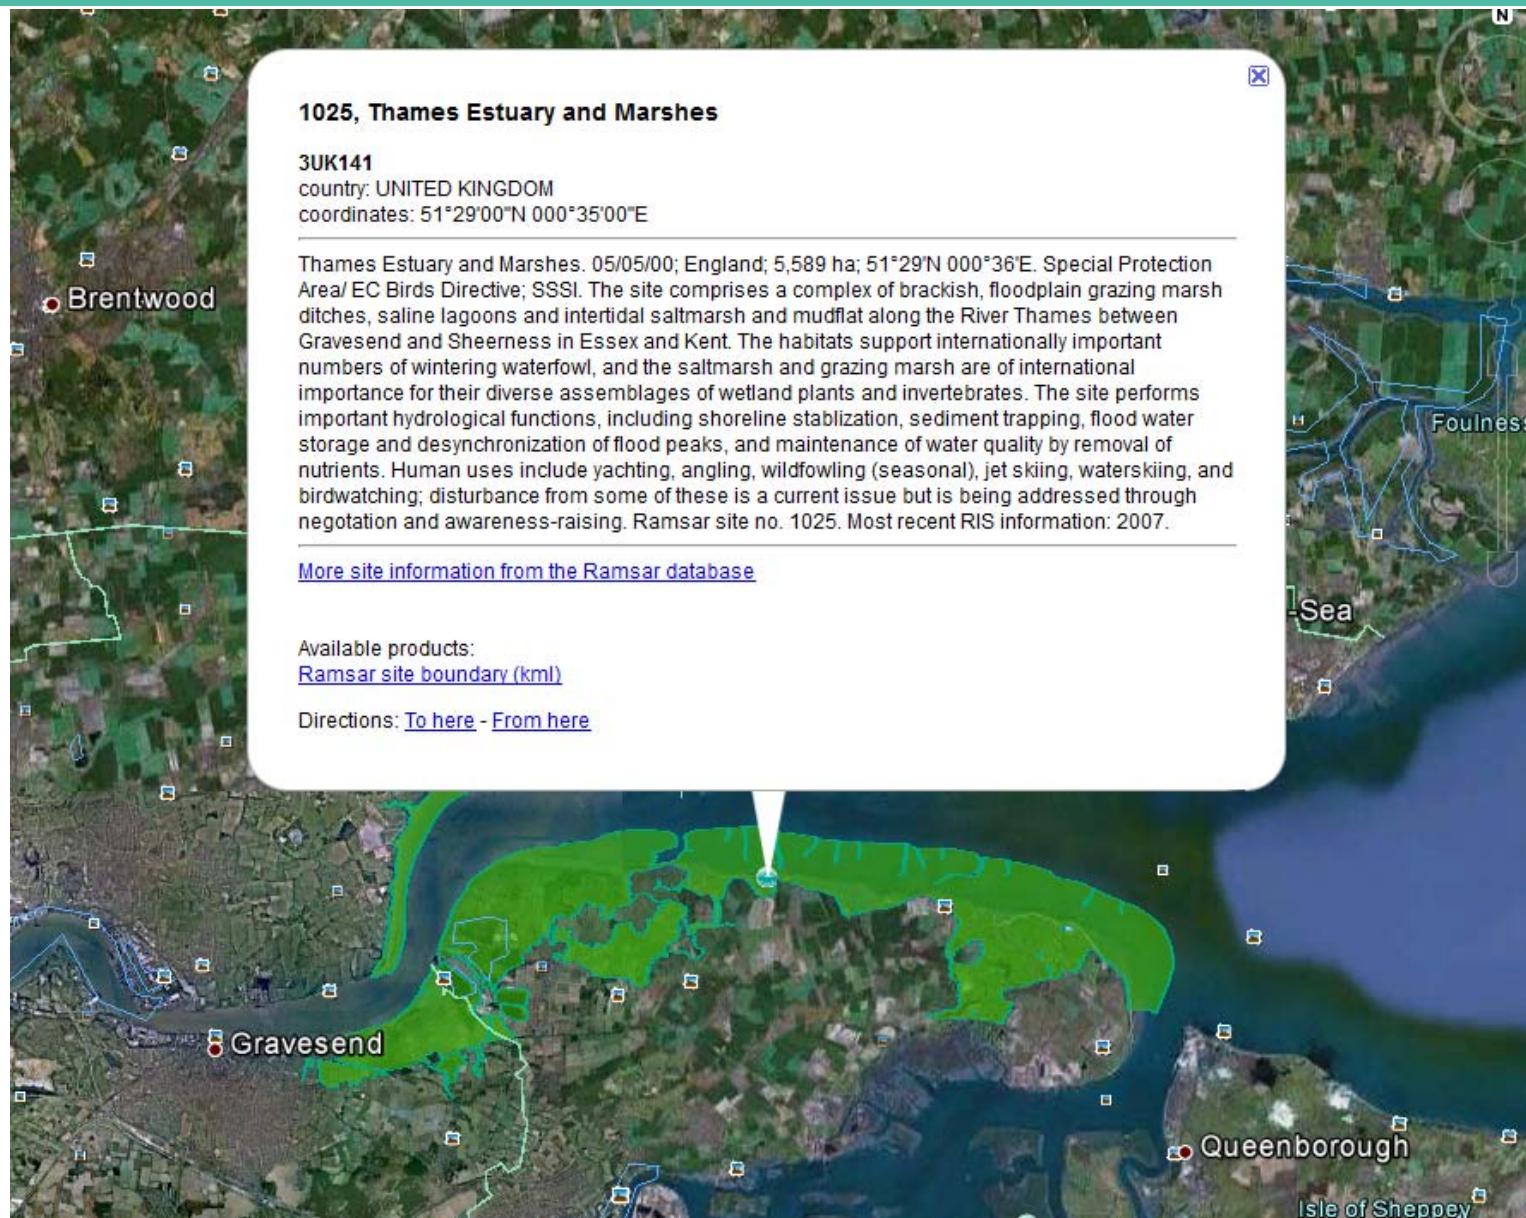 N
1025, Thames Estuary and Marshes
3UK141
country: UNITED KINGDOM
coordinates: 51°29'00"N 000°35'00"E
Thames Estuary and Marshes. 05/05/00; England; 5,589 ha; 51°29'N 000°36'E. Special Protection
Area/ EC Birds Directive; SSSI. The site comprises a complex of brackish, floodplain grazing marsh
ditches, saline lagoons and intertidal saltmarsh and mudflat along the River Thames between
Gravesend and Sheerness in Essex and Kent. The habitats support internationally important
numbers of wintering waterfowl, and the saltmarsh and grazing marsh are of international
importance for their diverse assemblages of wetland plants and invertebrates. The site performs
important hydrological functions, including shoreline stablization, sediment trapping, flood water
storage and desynchronization of flood peaks, and maintenance of water quality by removal of
nutrients. Human uses include yachting, angling, wildfowling (seasonal), jet skiing, waterskiing, and
birdwatching; disturbance from some of these is a current issue but is being addressed through
negotation and awareness-raising. Ramsar site no. 1025. Most recent RIS information: 2007.
More site information from the Ramsar database
Available products:
Ramsar site boundary (kml)
Directions: To here - From here
Brentwood
Foulness
-Sea
Gravesend
Queenborough
Isle of Sheppey